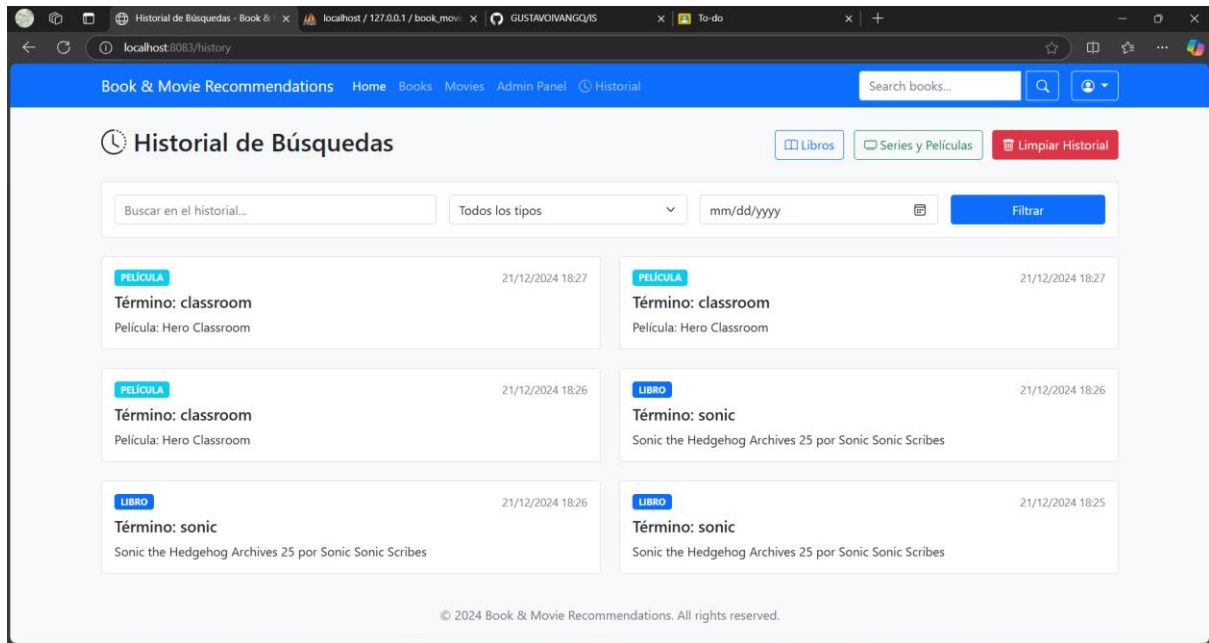 Historial de Búsquedas - Book &
localhost / 127.0.0.1 / book_movi
GUSTAVOIVANGQ/IS
To-do
localhost:8083/history
Book & Movie Recommendations Home Books Movies Admin Panel Historial
Search books...
Historial de Búsquedas
Libros
Series y Películas
Limpiar Historial
Buscar en el historial...
Todos los tipos
mm/dd/yyyy
Filtrar
PELÍCULA 21/12/2024 18:27
Término: classroom
Película: Hero Classroom
PELÍCULA 21/12/2024 18:27
Término: classroom
Película: Hero Classroom
PELÍCULA 21/12/2024 18:26
Término: classroom
Película: Hero Classroom
LIBRO 21/12/2024 18:26
Término: sonic
Sonic the Hedgehog Archives 25 por Sonic Sonic Scribes
LIBRO 21/12/2024 18:26
Término: sonic
Sonic the Hedgehog Archives 25 por Sonic Sonic Scribes
LIBRO 21/12/2024 18:25
Término: sonic
Sonic the Hedgehog Archives 25 por Sonic Sonic Scribes
© 2024 Book & Movie Recommendations. All rights reserved.